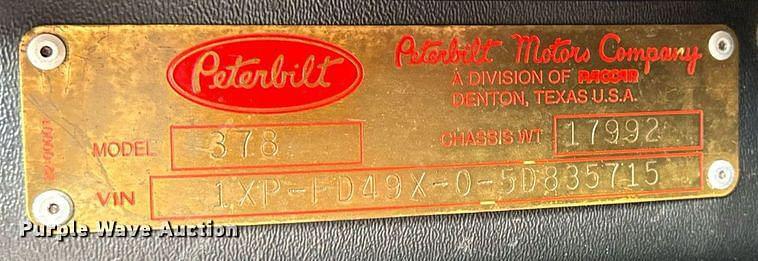 Peterbilt
Peterbilt Motors Company
A DIVISION OF PACCAR
DENTON, TEXAS U.S.A.
MODEL 378
CHASSIS WT 17992
VIN 1XP-FD49X-0-5D835715
Purple Wave Auction